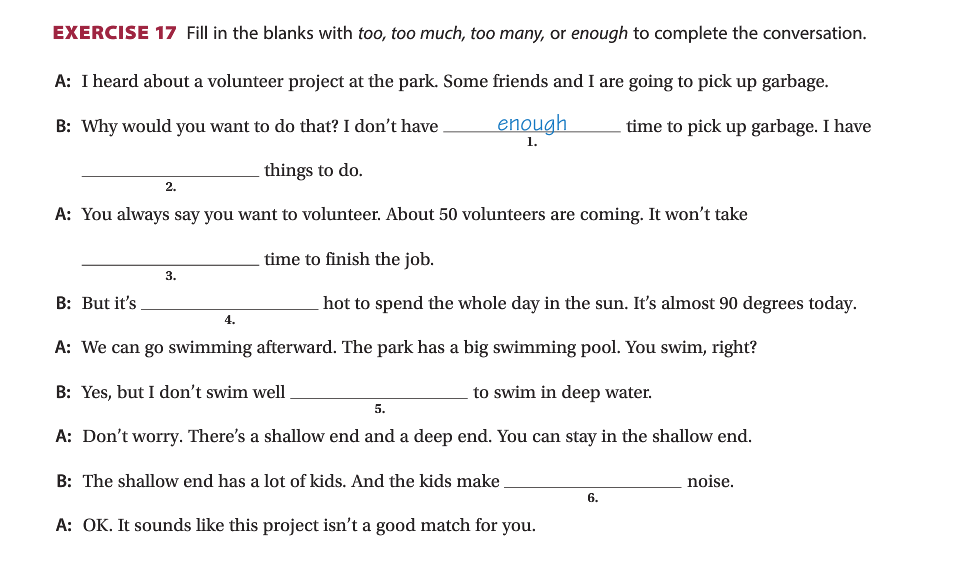 EXERCISE 17 Fill in the blanks with too, too much, too many, or enough to complete the conversation.
A: I heard about a volunteer project at the park. Some friends and I are going to pick up garbage.
B: Why would you want to do that? I don't have enough time to pick up garbage. I have
1.
things to do.
2.
A: You always say you want to volunteer. About 50 volunteers are coming. It won't take
time to finish the job.
3.
B: But it's hot to spend the whole day in the sun. It's almost 90 degrees today.
4.
A: We can go swimming afterward. The park has a big swimming pool. You swim, right?
B: Yes, but I don't swim well to swim in deep water.
5.
A: Don't worry. There's a shallow end and a deep end. You can stay in the shallow end.
B: The shallow end has a lot of kids. And the kids make noise.
6.
A: OK. It sounds like this project isn't a good match for you.